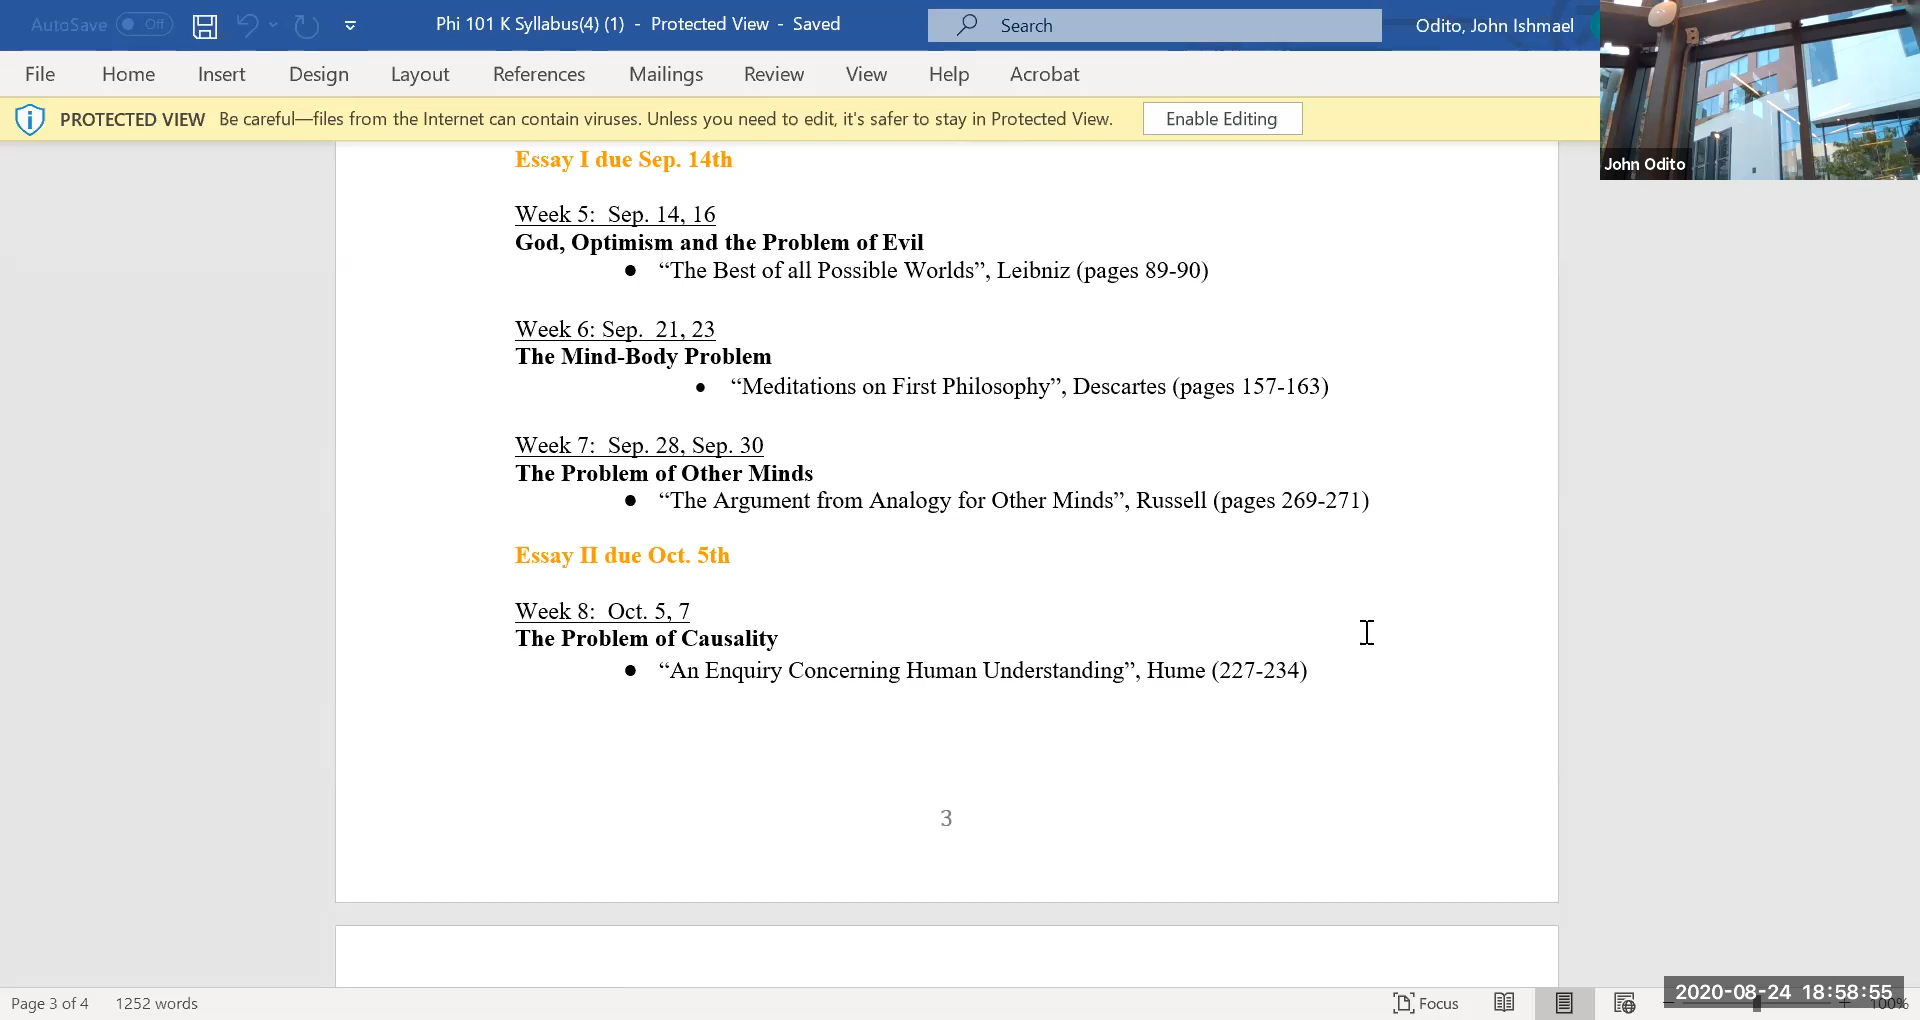 AutoSave Off
Phi 101 K Syllabus(4) (1) - Protected View - Saved
Search
Odito, John Ishmael
File Home Insert Design Layout References Mailings Review View Help Acrobat
PROTECTED VIEW Be careful—files from the Internet can contain viruses. Unless you need to edit, it's safer to stay in Protected View. Enable Editing
John Odito
Essay I due Sep. 14th
Week 5: Sep. 14, 16
God, Optimism and the Problem of Evil
● “The Best of all Possible Worlds”, Leibniz (pages 89-90)
Week 6: Sep. 21, 23
The Mind-Body Problem
● “Meditations on First Philosophy”, Descartes (pages 157-163)
Week 7: Sep. 28, Sep. 30
The Problem of Other Minds
● “The Argument from Analogy for Other Minds”, Russell (pages 269-271)
Essay II due Oct. 5th
Week 8: Oct. 5, 7
The Problem of Causality
● “An Enquiry Concerning Human Understanding”, Hume (227-234)
3
Page 3 of 4 1252 words
Focus
2020-08-24 18:58:55
100%